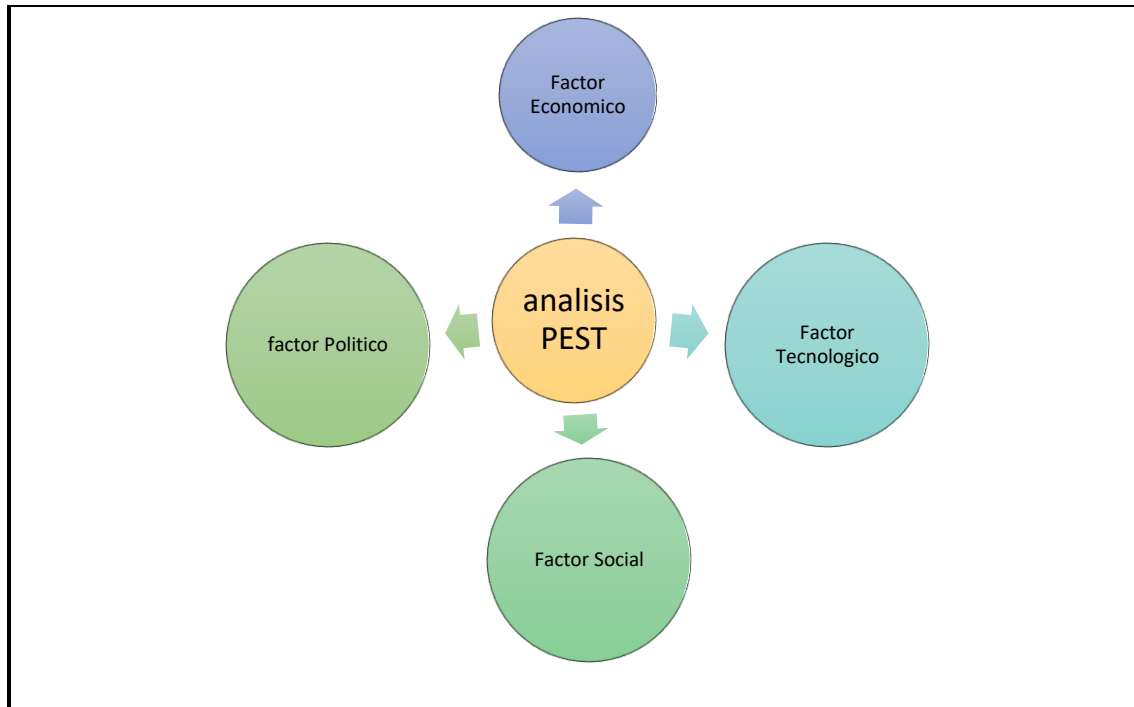 Factor
Economico
analisis
PEST
factor Politico
Factor
Tecnologico
Factor Social